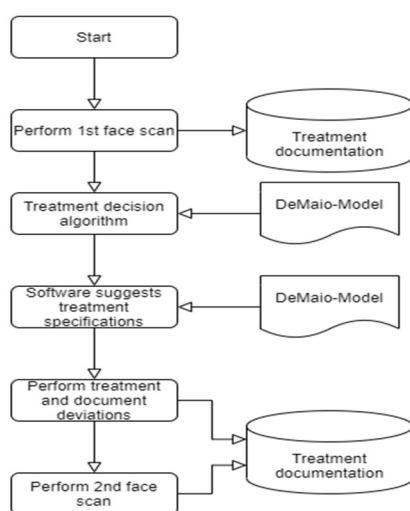 Start
Perform 1st face scan
Treatment
documentation
Treatment decision
algorithm
DeMaio-Model
Software suggests
treatment
specifications
DeMaio-Model
Perform treatment
and document
deviations
Treatment
documentation
Perform 2nd face
scan